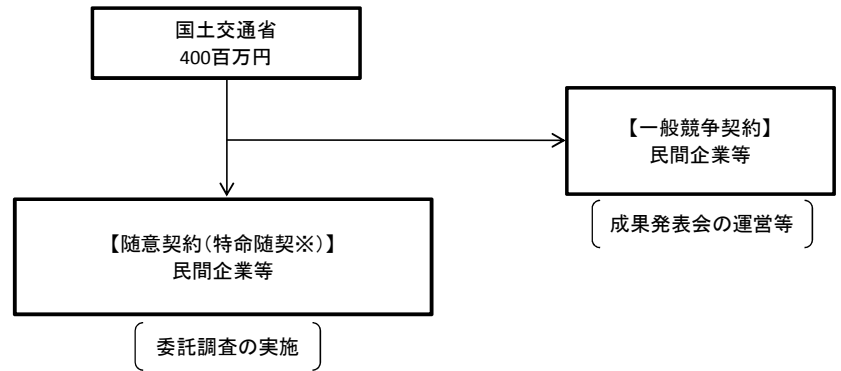 国土交通省
400百万円
【一般競争契約】
民間企業等
成果発表会の運営等
【随意契約(特命随契※)】
民間企業等
委託調査の実施